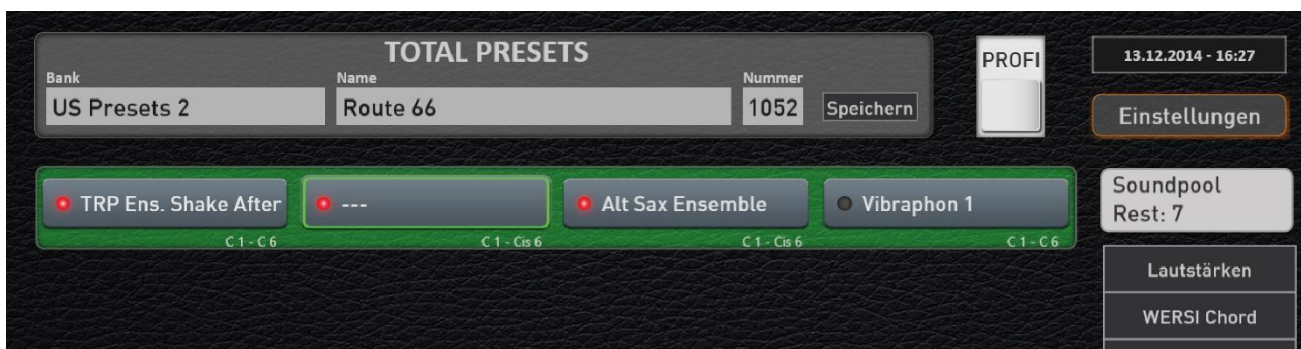 TOTAL PRESETS
Bank Name Nummer
US Presets 2 Route 66 1052 Speichern
PROFI
13.12.2014 - 16:27
Einstellungen
TRP Ens. Shake After --- Alt Sax Ensemble Vibraphon 1
C 1 - C 6 C 1 - Cis 6 C 1 - Cis 6 C 1 - C 6
Soundpool
Rest: 7
Lautstärken
WERSI Chord